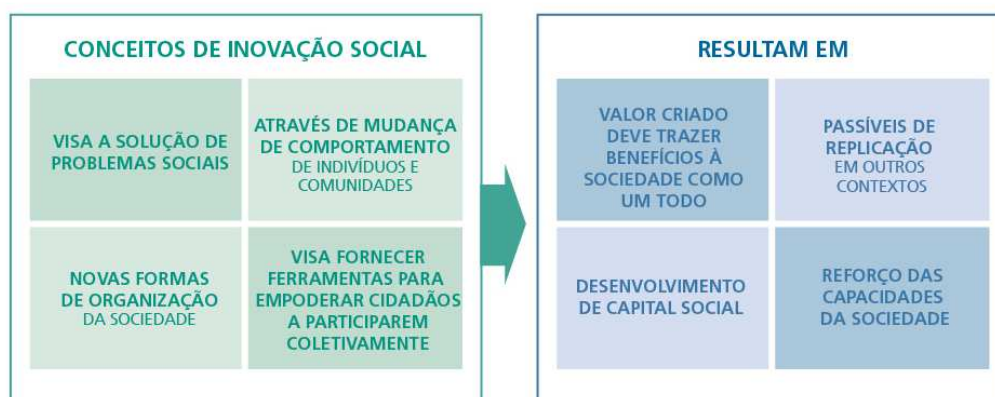 CONCEITOS DE INOVAÇÃO SOCIAL
VISA A SOLUÇÃO DE
PROBLEMAS SOCIAIS
ATRAVÉS DE MUDANÇA
DE COMPORTAMENTO
DE INDIVÍDUOS E
COMUNIDADES
NOVAS FORMAS
DE ORGANIZAÇÃO
DA SOCIEDADE
VISA FORNECER
FERRAMENTAS PARA
EMPODERAR CIDADÃOS
A PARTICIPAREM
COLETIVAMENTE
RESULTAM EM
VALOR CRIADO
DEVE TRAZER
BENEFÍCIOS À
SOCIEDADE COMO
UM TODO
PASSÍVEIS DE
REPLICAÇÃO
EM OUTROS
CONTEXTOS
DESENVOLVIMENTO
DE CAPITAL SOCIAL
REFORÇO DAS
CAPACIDADES
DA SOCIEDADE